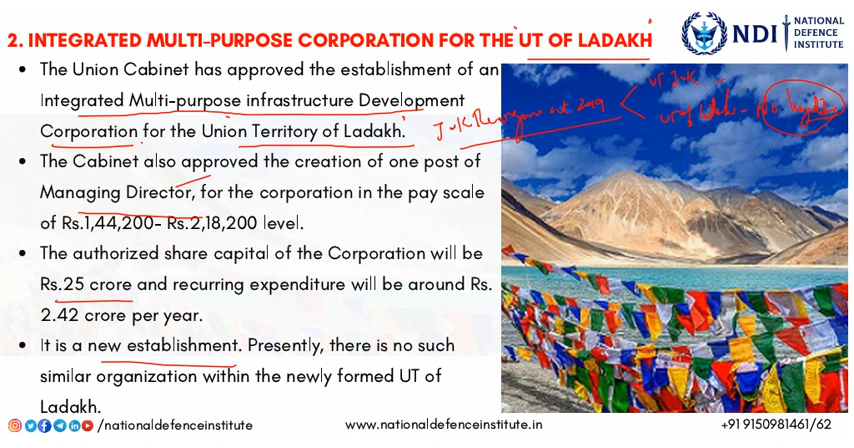 2. INTEGRATED MULTI-PURPOSE CORPORATION FOR THE UT OF LADAKH
NDI
NATIONAL
DEFENCE
INSTITUTE
• The Union Cabinet has approved the establishment of an
Integrated Multi-purpose infrastructure Development
Corporation for the Union Territory of Ladakh.
• The Cabinet also approved the creation of one post of
Managing Director, for the corporation in the pay scale
of Rs.1,44,200- Rs.2,18,200 level.
• The authorized share capital of the Corporation will be
Rs.25 crore and recurring expenditure will be around Rs.
2.42 crore per year.
• It is a new establishment. Presently, there is no such
similar organization within the newly formed UT of
Ladakh.
J&K 2019
UT J&K
UT of Ladakh - No
/nationaldefenceinstitute
www.nationaldefenceinstitute.in
+91 9150981461/62